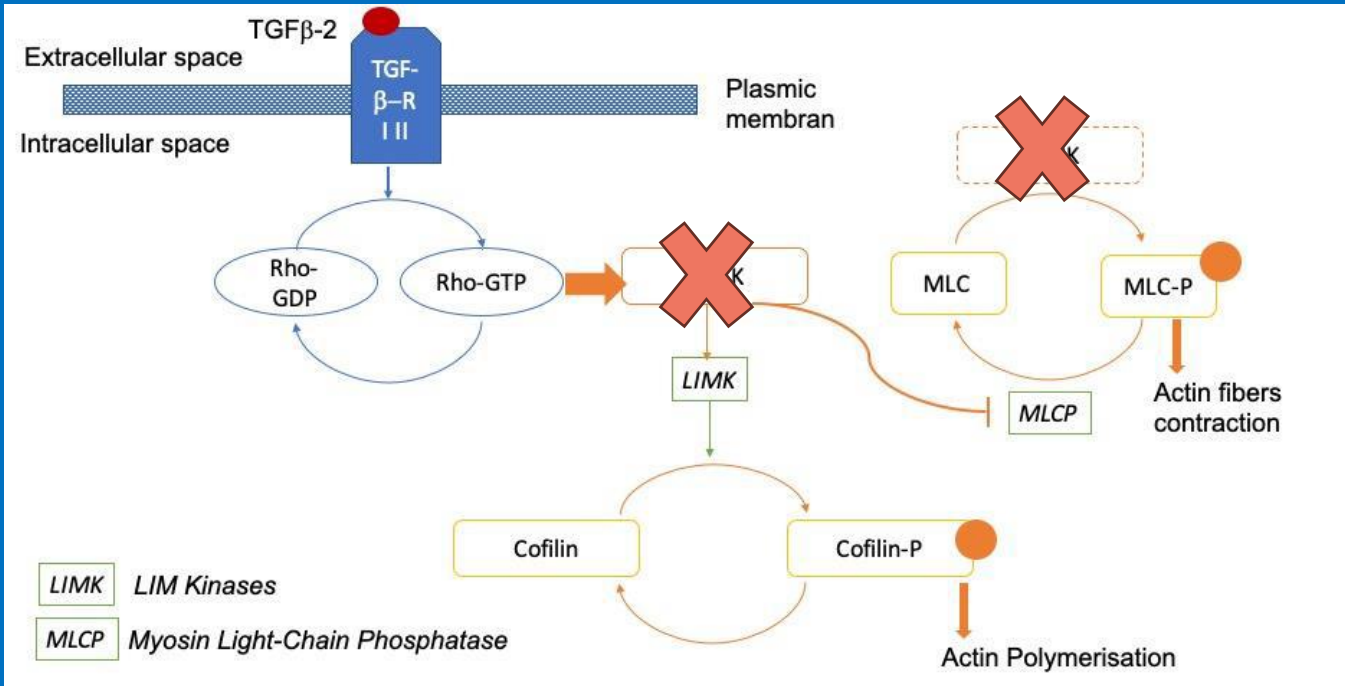 TGFβ-2
Extracellular space
TGF-
β–R
I II
Plasmic
membran
Intracellular space
K
Rho-
GDP
Rho-GTP
K
MLC
MLC-P
LIMK
MLCP
Actin fibers
contraction
Cofilin
Cofilin-P
LIMK LIM Kinases
MLCP Myosin Light-Chain Phosphatase
Actin Polymerisation